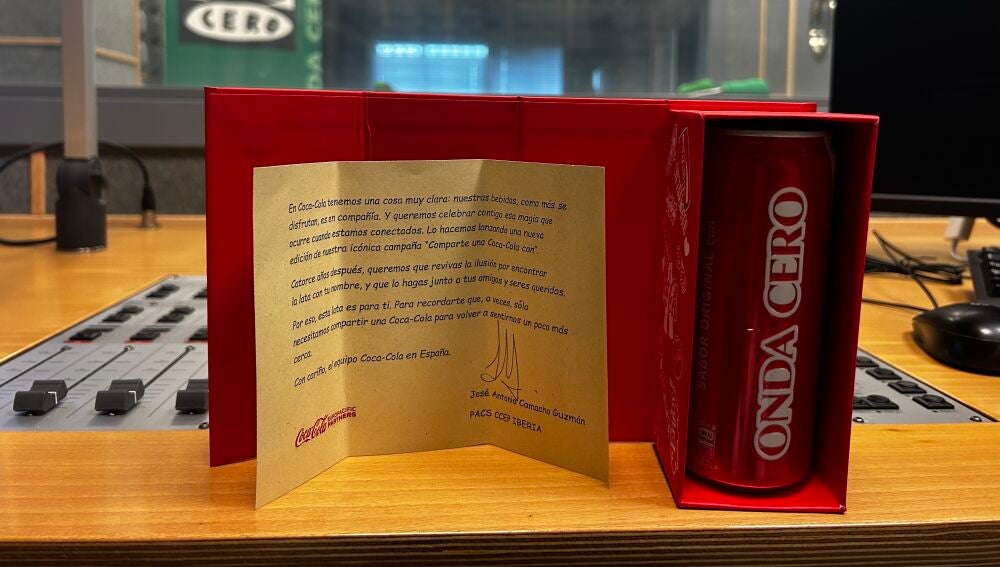 CERO
En Coca-Cola tenemos una cosa muy clara: nuestras bebidas, como más se
disfrutan, es en compañía. Y queremos celebrar contigo esa magia que
ocurre cuando estamos conectados. Lo hacemos lanzando una nueva
edición de nuestra icónica campaña "Comparte una Coca-Cola con".
Catorce años después, queremos que revivas la ilusión por encontrar
la lata con tu nombre, y que lo hagas junto a tus amigos y seres queridos.
Por eso, esta lata es para ti. Para recordarte que, a veces, sólo
necesitamos compartir una Coca-Cola para volver a sentirnos un poco más
cerca.
Con cariño, el equipo Coca-Cola en España.
José Antonio Camacho Guzmán
PACS CCEP IBERIA
Coca-Cola EUROPACIFIC
PARTNERS
SABOR ORIGINAL con
ONDA CERO